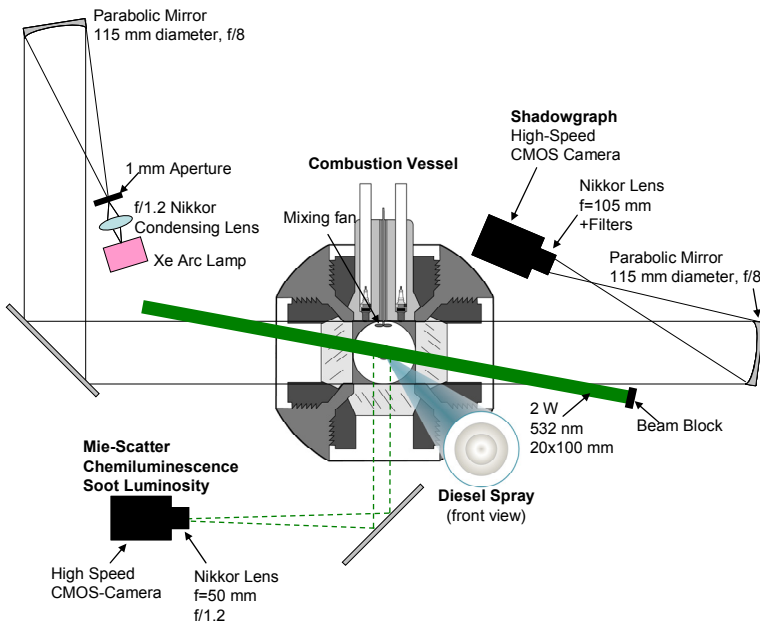 Parabolic Mirror
115 mm diameter, f/8
1 mm Aperture
f/1.2 Nikkor
Condensing Lens
Xe Arc Lamp
Combustion Vessel
Mixing fan
Shadowgraph
High-Speed
CMOS Camera
Nikkor Lens
f=105 mm
+Filters
Parabolic Mirror
115 mm diameter, f/8
2 W
532 nm
20x100 mm
Beam Block
Diesel Spray
(front view)
Mie-Scatter
Chemiluminescence
Soot Luminosity
High Speed
CMOS-Camera
Nikkor Lens
f=50 mm
f/1.2